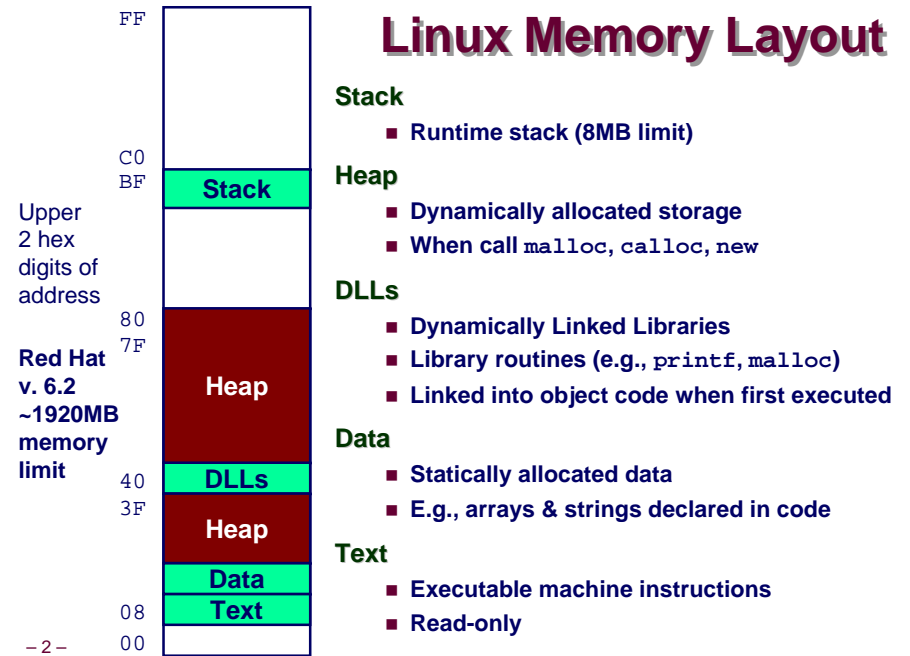 Linux Memory Layout
FF
C0
BF
80
7F
40
3F
08
00
Upper
2 hex
digits of
address
Red Hat
v. 6.2
~1920MB
memory
limit
Stack
Heap
DLLs
Heap
Data
Text
Stack
■ Runtime stack (8MB limit)
Heap
■ Dynamically allocated storage
■ When call malloc, calloc, new
DLLs
■ Dynamically Linked Libraries
■ Library routines (e.g., printf, malloc)
■ Linked into object code when first executed
Data
■ Statically allocated data
■ E.g., arrays & strings declared in code
Text
■ Executable machine instructions
■ Read-only
– 2 –